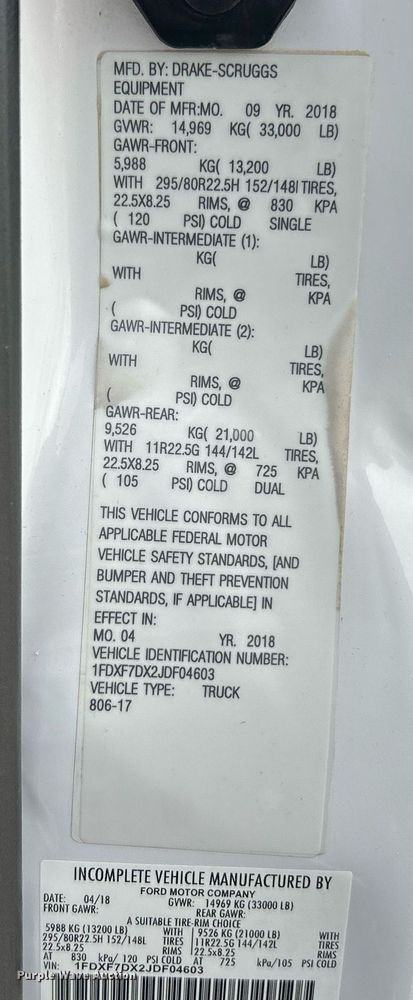 MFD. BY: DRAKE-SCRUGGS
EQUIPMENT
DATE OF MFR:MO. 09 YR. 2018
GVWR: 14,969 KG( 33,000 LB)
GAWR-FRONT:
5,988 KG( 13,200 LB)
WITH 295/80R22.5H 152/148l TIRES,
22.5X8.25 RIMS, @ 830 KPA
( 120 PSI) COLD SINGLE
GAWR-INTERMEDIATE (1):
KG( LB)
WITH TIRES,
RIMS, @ KPA
( PSI) COLD
GAWR-INTERMEDIATE (2):
KG( LB)
WITH TIRES,
RIMS, @ KPA
( PSI) COLD
GAWR-REAR:
9,526 KG( 21,000 LB)
WITH 11R22.5G 144/142L TIRES,
22.5X8.25 RIMS, @ 725 KPA
( 105 PSI) COLD DUAL
THIS VEHICLE CONFORMS TO ALL
APPLICABLE FEDERAL MOTOR
VEHICLE SAFETY STANDARDS, [AND
BUMPER AND THEFT PREVENTION
STANDARDS, IF APPLICABLE] IN
EFFECT IN:
MO. 04 YR. 2018
VEHICLE IDENTIFICATION NUMBER:
1FDXF7DX2JDF04603
VEHICLE TYPE: TRUCK
806-17
INCOMPLETE VEHICLE MANUFACTURED BY
FORD MOTOR COMPANY
DATE: 04/18 GVWR: 14969 KG (33000 LB)
FRONT GAWR: REAR GAWR:
A SUITABLE TIRE-RIM CHOICE
5988 KG (13200 LB) WITH 9526 KG (21000 LB) WITH
295/80R22.5H 152/148L TIRES 11R22.5G 144/142L TIRES
22.5x8.25 RIMS 22.5x8.25 RIMS
AT 830 kPa/ 120 PSI COLD AT 725 kPa/105 PSI COLD
VIN: 1FDXF7DX2JDF04603
Purple Wave Auction